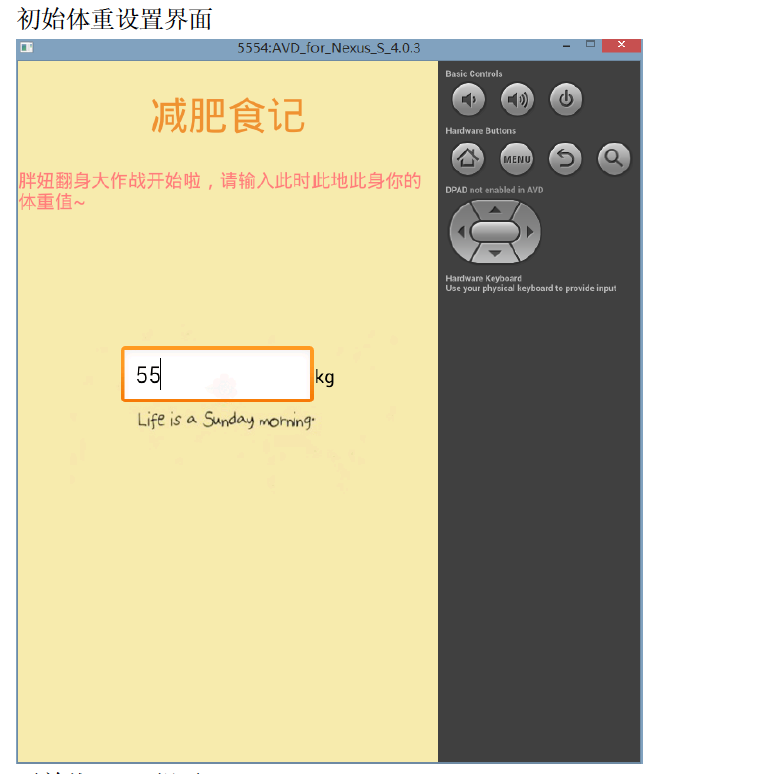 初始体重设置界面
5554:AVD_for_Nexus_S_4.0.3
减肥食记
胖妞翻身大作战开始啦，请输入此时此地此身你的
体重值~
55
kg
Life is a Sunday morning.
Basic Controls
Hardware Buttons
MENU
DPAD not enabled in AVD
Hardware Keyboard
Use your physical keyboard to provide input